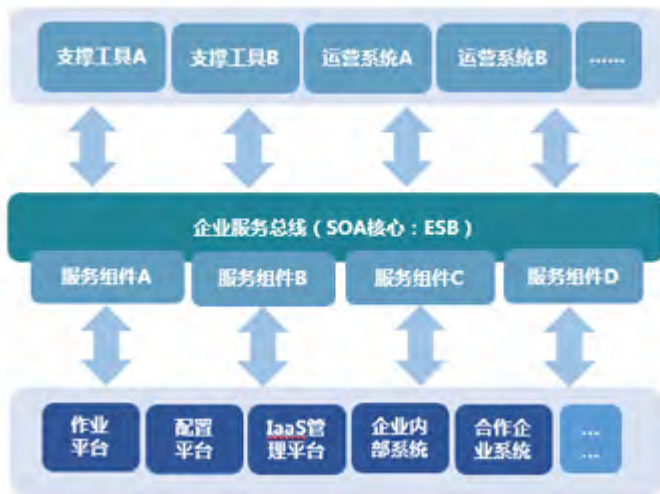 支撑工具A
支撑工具B
运营系统A
运营系统B
……
企业服务总线（SOA核心：ESB）
服务组件A
服务组件B
服务组件C
服务组件D
作业
平台
配置
平台
IaaS管
理平台
企业内
部系统
合作企
业系统
…
…